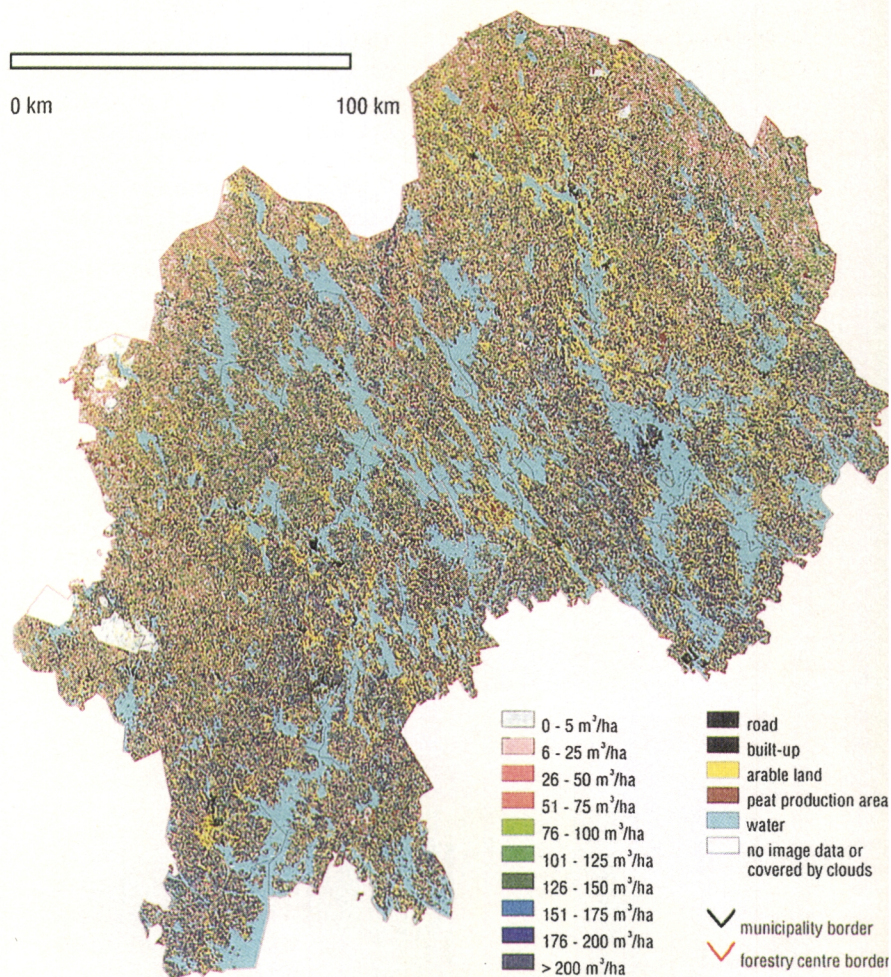 0 km 100 km
0 - 5 m³/ha
6 - 25 m³/ha
26 - 50 m³/ha
51 - 75 m³/ha
76 - 100 m³/ha
101 - 125 m³/ha
126 - 150 m³/ha
151 - 175 m³/ha
176 - 200 m³/ha
> 200 m³/ha
road
built-up
arable land
peat production area
water
no image data or
covered by clouds
municipality border
forestry centre border